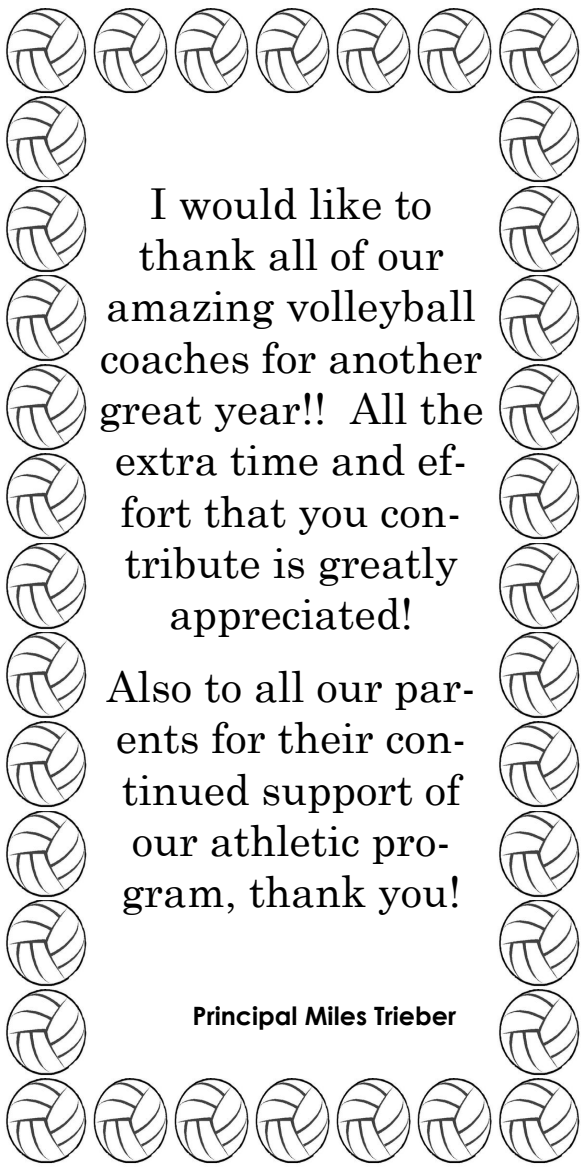 I would like to
thank all of our
amazing volleyball
coaches for another
great year!!  All the
extra time and ef-
fort that you con-
tribute is greatly
appreciated!
Also to all our par-
ents for their con-
tinued support of
our athletic pro-
gram, thank you!
Principal Miles Trieber